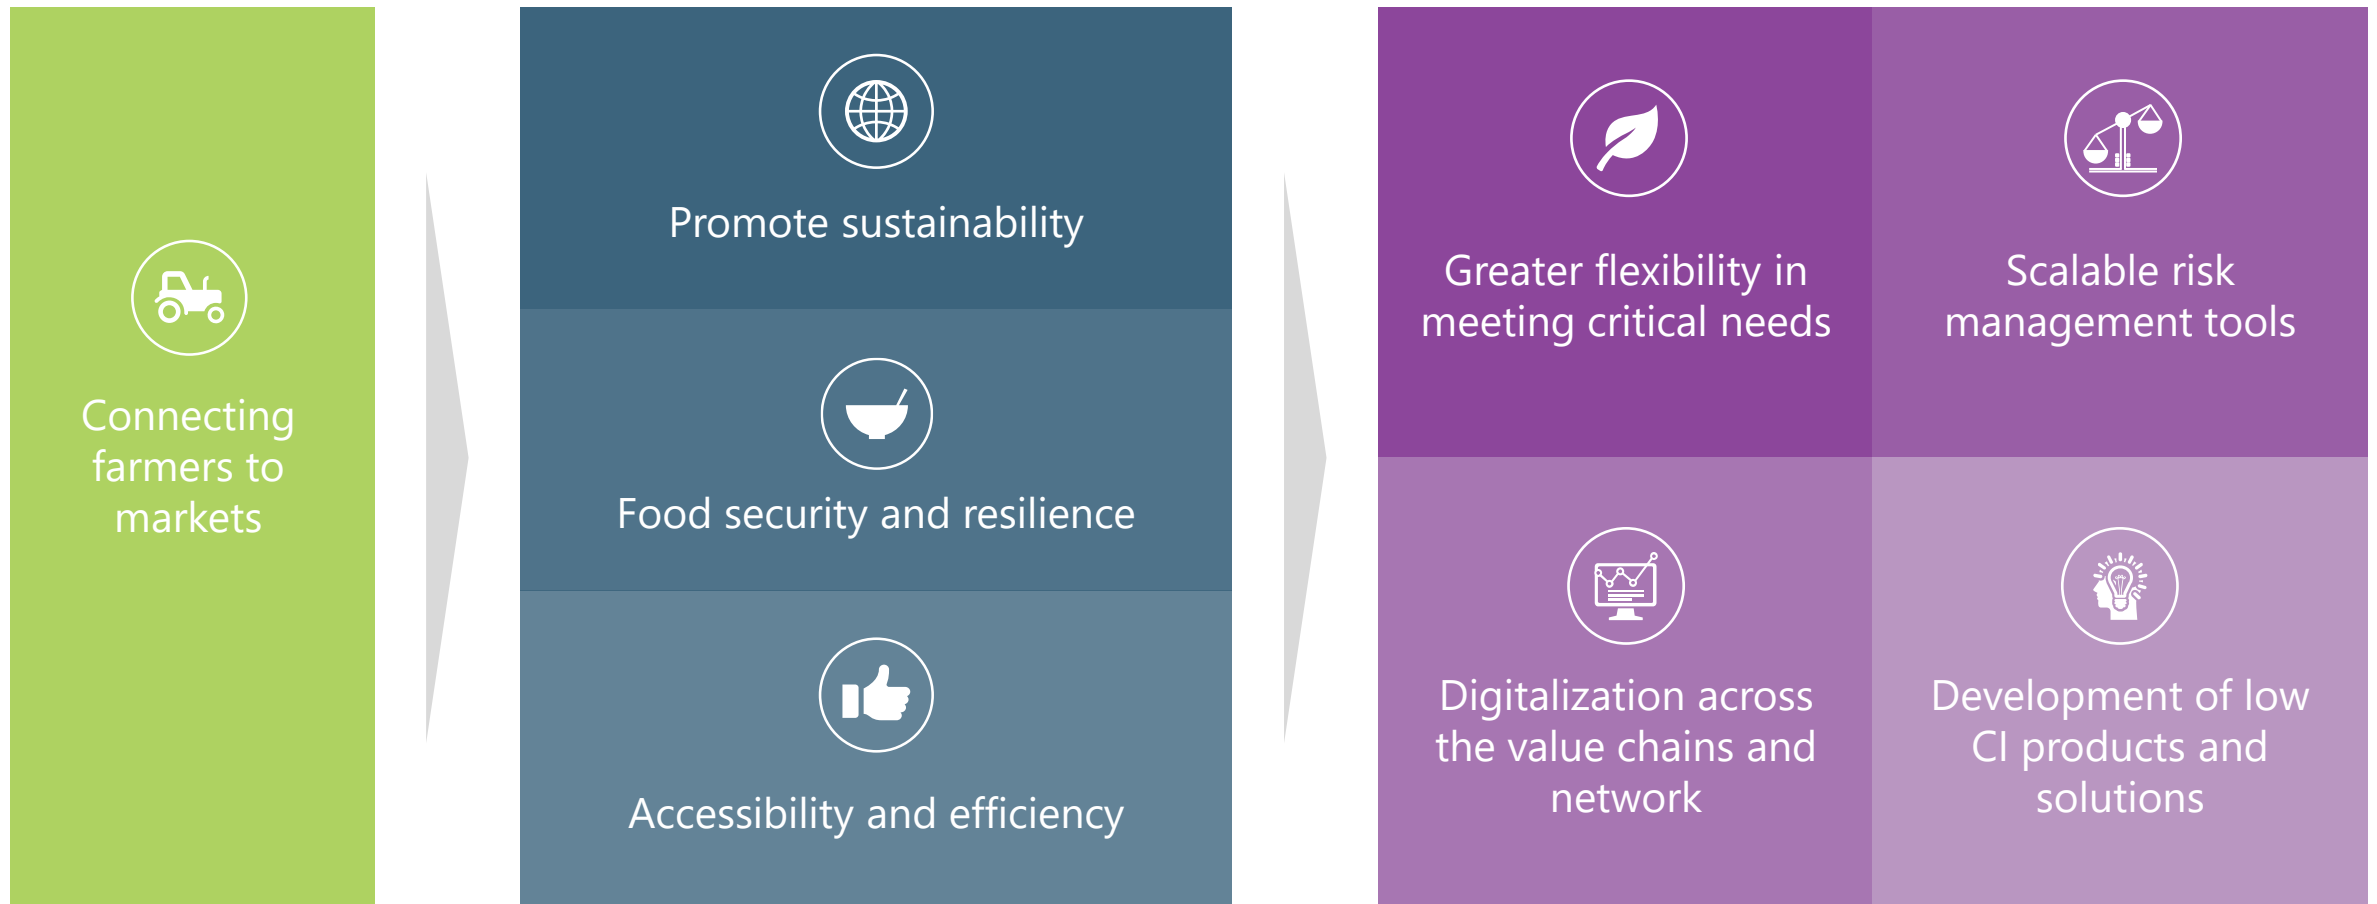 Connecting
farmers to
markets
Promote sustainability
Food security and resilience
Accessibility and efficiency
Greater flexibility in
meeting critical needs
Scalable risk
management tools
Digitalization across
the value chains and
network
Development of low
CI products and
solutions